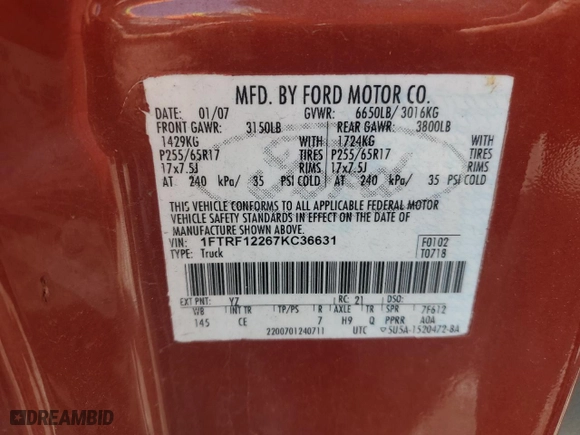 MFD. BY FORD MOTOR CO.
DATE: 01/07 GVWR: 6650LB/ 3016KG
FRONT GAWR: 3150LB REAR GAWR: 3800LB
1429KG WITH 1724KG WITH
P255/65R17 TIRES P255/65R17 TIRES
17x7.5J RIMS 17x7.5J RIMS
AT 240 kPa/ 35 PSI COLD AT 240 kPa/ 35 PSI COLD
THIS VEHICLE CONFORMS TO ALL APPLICABLE FEDERAL MOTOR
VEHICLE SAFETY STANDARDS IN EFFECT ON THE DATE OF
MANUFACTURE SHOWN ABOVE.
VIN: 1FTRF12267KC36631 F0102
TYPE: Truck T0718
EXT PNT: YZ RC: 21 DSO:
WB INT TR TP/PS R AXLE TR SPR 7F612
145 CE 7 H9 Q PPRR A0A
2200701240711 UTC 5U5A-1520472-BA
DREAMBID